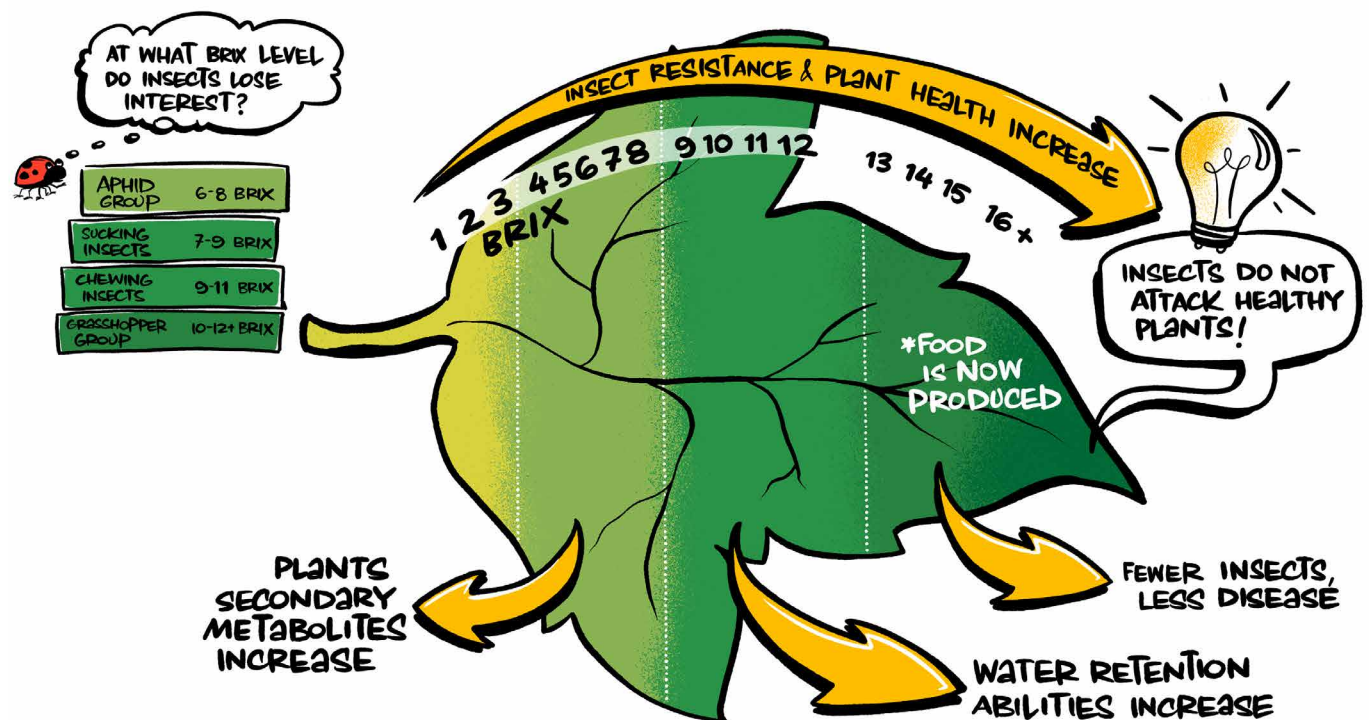 AT WHAT BRIX LEVEL
DO INSECTS LOSE
INTEREST?
APHID
GROUP
6-8 BRIX
SUCKING
INSECTS
7-9 BRIX
CHEWING
INSECTS
9-11 BRIX
GRASSHOPPER
GROUP
10-12+ BRIX
INSECT RESISTANCE & PLANT HEALTH INCREASE
1 2 3 4 5 6 7 8 9 10 11 12 13 14 15 16+
BRIX
INSECTS DO NOT
ATTACK HEALTHY
PLANTS!
*FOOD
IS NOW
PRODUCED
PLANTS
SECONDARY
METABOLITES
INCREASE
WATER RETENTION
ABILITIES INCREASE
FEWER INSECTS,
LESS DISEASE